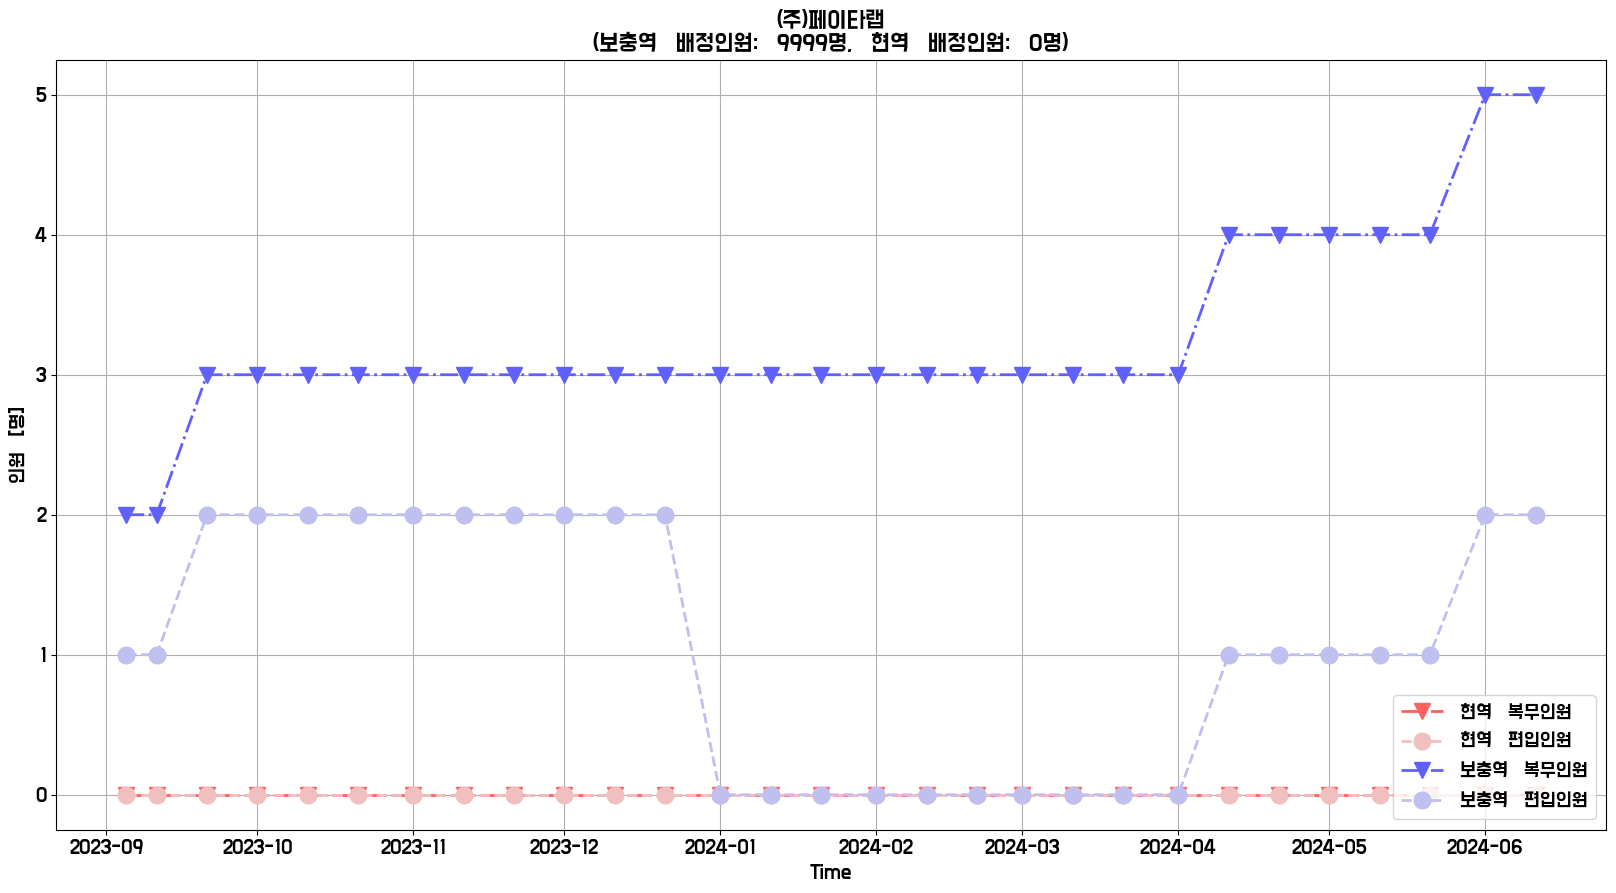 (주)페이타랩
(보충역 배정인원: 9999명, 현역 배정인원: 0명)
인원 [명]
5
4
3
2
1
0
2023-09 2023-10 2023-11 2023-12 2024-01 2024-02 2024-03 2024-04 2024-05 2024-06
Time
현역 복무인원
현역 편입인원
보충역 복무인원
보충역 편입인원